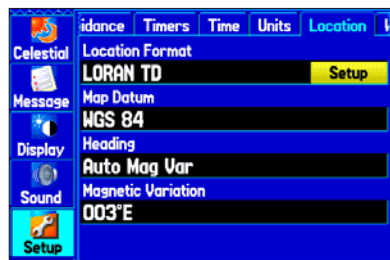 idance Timers Time Units Location
Celestial
Location Format
LORAN TD Setup
Message
Map Datum
WGS 84
Display
Heading
Auto Mag Var
Sound
Magnetic Variation
003°E
Setup